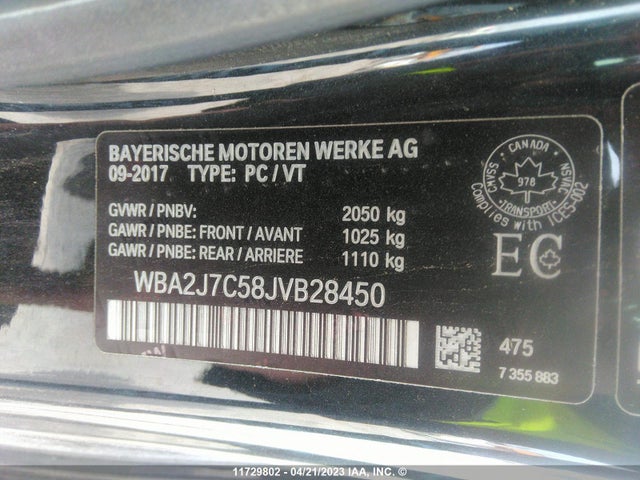 BAYERISCHE MOTOREN WERKE AG
09-2017 TYPE: PC / VT
GVWR / PNBV: 2050 kg
GAWR / PNBE: FRONT / AVANT 1025 kg
GAWR / PNBE: REAR / ARRIERE 1110 kg
WBA2J7C58JVB28450
CANADA
CMVSS
NSVAC
978
TRANSPORT
Complies with ICES-002
EC
475
7 355 883
11729802 - 04/21/2023 IAA, INC. ©